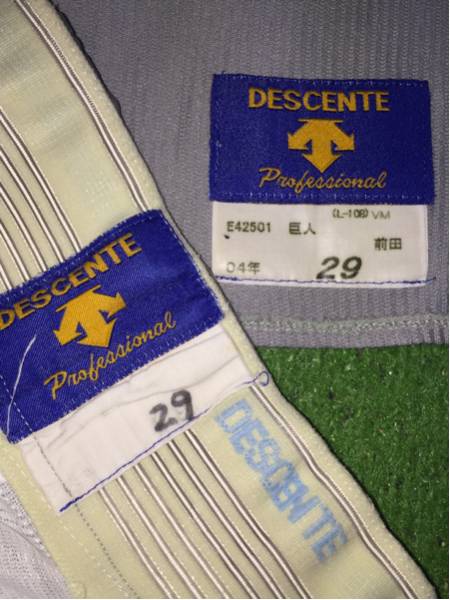 DESCENTE
Professional
(L-108) VM
E42501 巨人
前田
04年 29
DESCENTE
Professional
29
DESCENTE